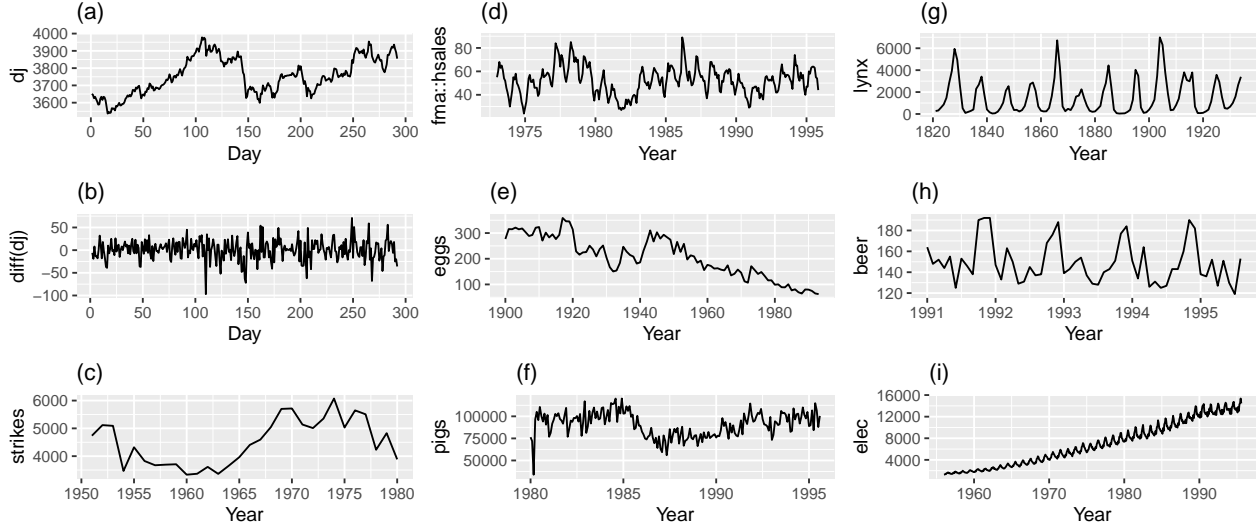 (a)
dj
4000
3900
3800
3700
3600
0 50 100 150 200 250 300
Day
(d)
fma::hsales
80
60
40
1975 1980 1985 1990 1995
Year
(g)
lynx
6000
4000
2000
0
1820 1840 1860 1880 1900 1920
Year
(b)
diff(dj)
50
0
−50
−100
0 50 100 150 200 250 300
Day
(e)
eggs
300
200
100
1900 1920 1940 1960 1980
Year
(h)
beer
180
160
140
120
1991 1992 1993 1994 1995
Year
(c)
strikes
6000
5000
4000
1950 1955 1960 1965 1970 1975 1980
Year
(f)
pigs
100000
75000
50000
1980 1985 1990 1995
Year
(i)
elec
16000
12000
8000
4000
1960 1970 1980 1990
Year